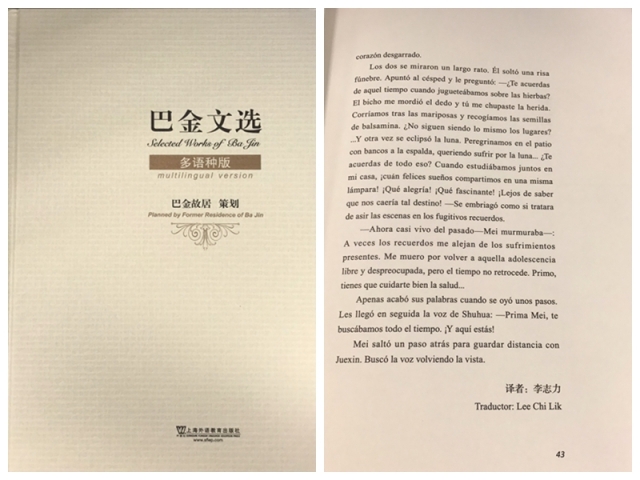 巴金文选
Selected Works of Ba Jin
多语种版
multilingual version
巴金故居 策划
Planned by Former Residence of Ba Jin
上海外语教育出版社
www.sflep.com
corazón desgarrado.
Los dos se miraron un largo rato. Él soltó una risa
fúnebre. Apuntó al césped y le preguntó: —¿Te acuerdas
de aquel tiempo cuando jugueteábamos sobre las hierbas?
El bicho me mordió el dedo y tú me chupaste la herida.
Corríamos tras las mariposas y recogíamos las semillas
de balsamina. ¿No siguen siendo lo mismo los lugares?
...Y otra vez se eclipsó la luna. Peregrinamos en el patio
con bancos a la espalda, queriendo sufrir por la luna... ¿Te
acuerdas de todo eso? Cuando estudiábamos juntos en
mi casa, ¡cuán felices sueños compartimos en una misma
lámpara! ¡Qué alegría! ¡Qué fascinante! ¡Lejos de saber
que nos caería tal destino! —Se embriagó como si tratara
de asir las escenas en los fugitivos recuerdos.
—Ahora casi vivo del pasado—Mei murmuraba—:
A veces los recuerdos me alejan de los sufrimientos
presentes. Me muero por volver a aquella adolescencia
libre y despreocupada, pero el tiempo no retrocede. Primo,
tienes que cuidarte bien la salud...
Apenas acabó sus palabras cuando se oyó unos pasos.
Les llegó en seguida la voz de Shuhua: —Prima Mei, te
buscábamos todo el tiempo. ¡Y aquí estás!
Mei saltó un paso atrás para guardar distancia con
Juexin. Buscó la voz volviendo la vista.
译者：李志力
Traductor: Lee Chi Lik
43